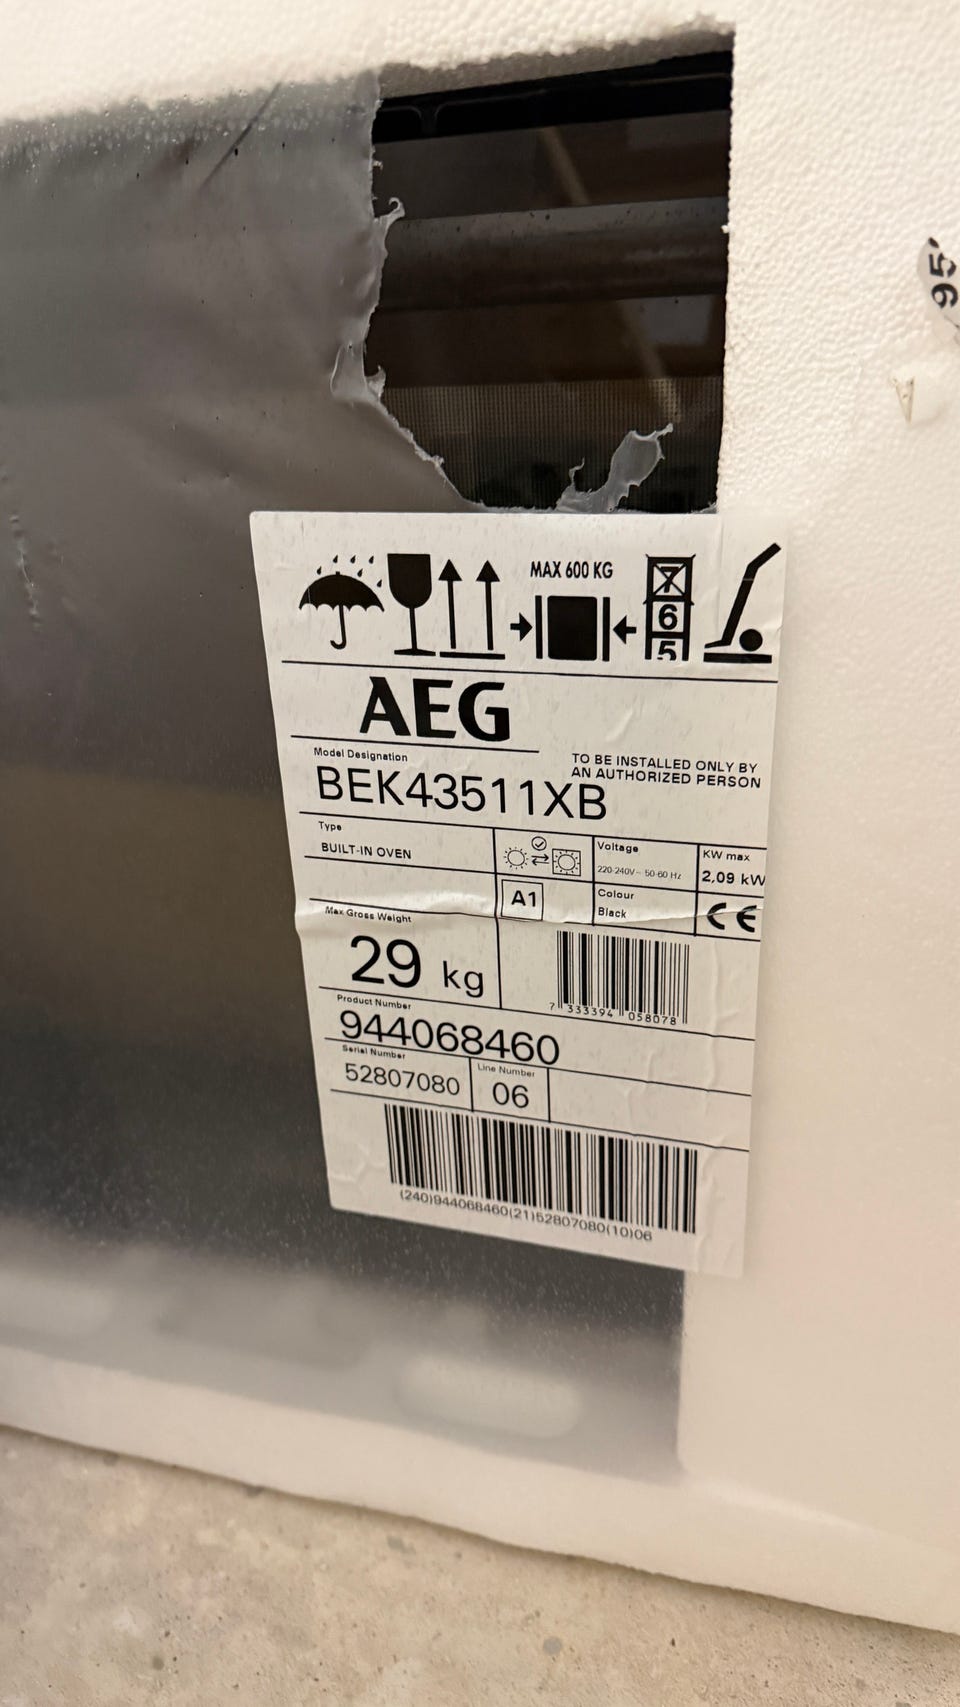 95'
MAX 600 KG
7
6
5
AEG
Model Designation
TO BE INSTALLED ONLY BY
AN AUTHORIZED PERSON
BEK43511XB
Type
BUILT-IN OVEN
Voltage
220-240V~ 50-60 Hz
KW max
2,09 kW
A1
Colour
Black
CE
Max Gross Weight
29 kg
7 333394 058078
Product Number
944068460
Serial Number
52807080
Line Number
06
(240)944068460(21)52807080(10)06